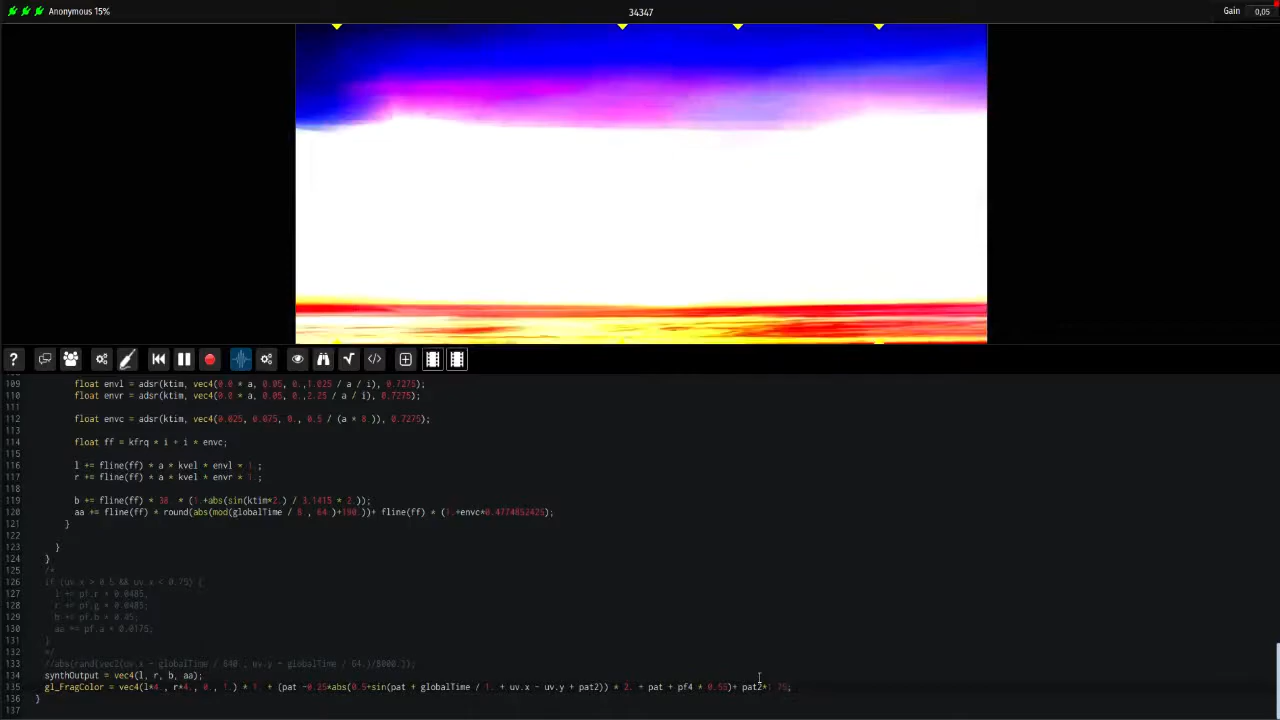 Anonymous 15%
34347
Gain 0,05
109 float envl = adsr(ktim, vec4(0.0 * a, 0.05, 0.,1.025 / a / i), 0.7275);
110 float envr = adsr(ktim, vec4(0.0 * a, 0.05, 0.,2.25 / a / i), 0.7275);
111
112 float envc = adsr(ktim, vec4(0.025, 0.075, 0., 0.5 / (a * 8.)), 0.7275);
113
114 float ff = kfrq * i + i * envc;
115
116 l += fline(ff) * a * kvel * envl * 1.;
117 r += fline(ff) * a * kvel * envr * 1.;
118
119 b += fline(ff) * 38. * (1.+abs(sin(ktim*2.) / 3.1415 * 2.));
120 aa += fline(ff) * round(abs(mod(globalTime / 8., 64.)+190.))+ fline(ff) * (1.+envc*0.4774852425);
121 }
122
123 }
124 }
125 /*
126 if (uv.x > 0.5 && uv.x < 0.75) {
127 l += pf.r * 0.0485;
128 r += pf.g * 0.0485;
129 b += pf.b * 0.45;
130 aa += pf.a * 0.0175;
131 }
132 */
133 //abs(rand(vec2(uv.x - globalTime / 640., uv.y + globalTime / 64.)/8000.));
134 synthOutput = vec4(l, r, b, aa);
135 gl_FragColor = vec4(l*4., r*4., 0., 1.) * 1. + (pat -0.25*abs(0.5+sin(pat + globalTime / 1. + uv.x - uv.y + pat2)) * 2. + pat + pf4 * 0.55)+ pat2*1.75;
136 }
137